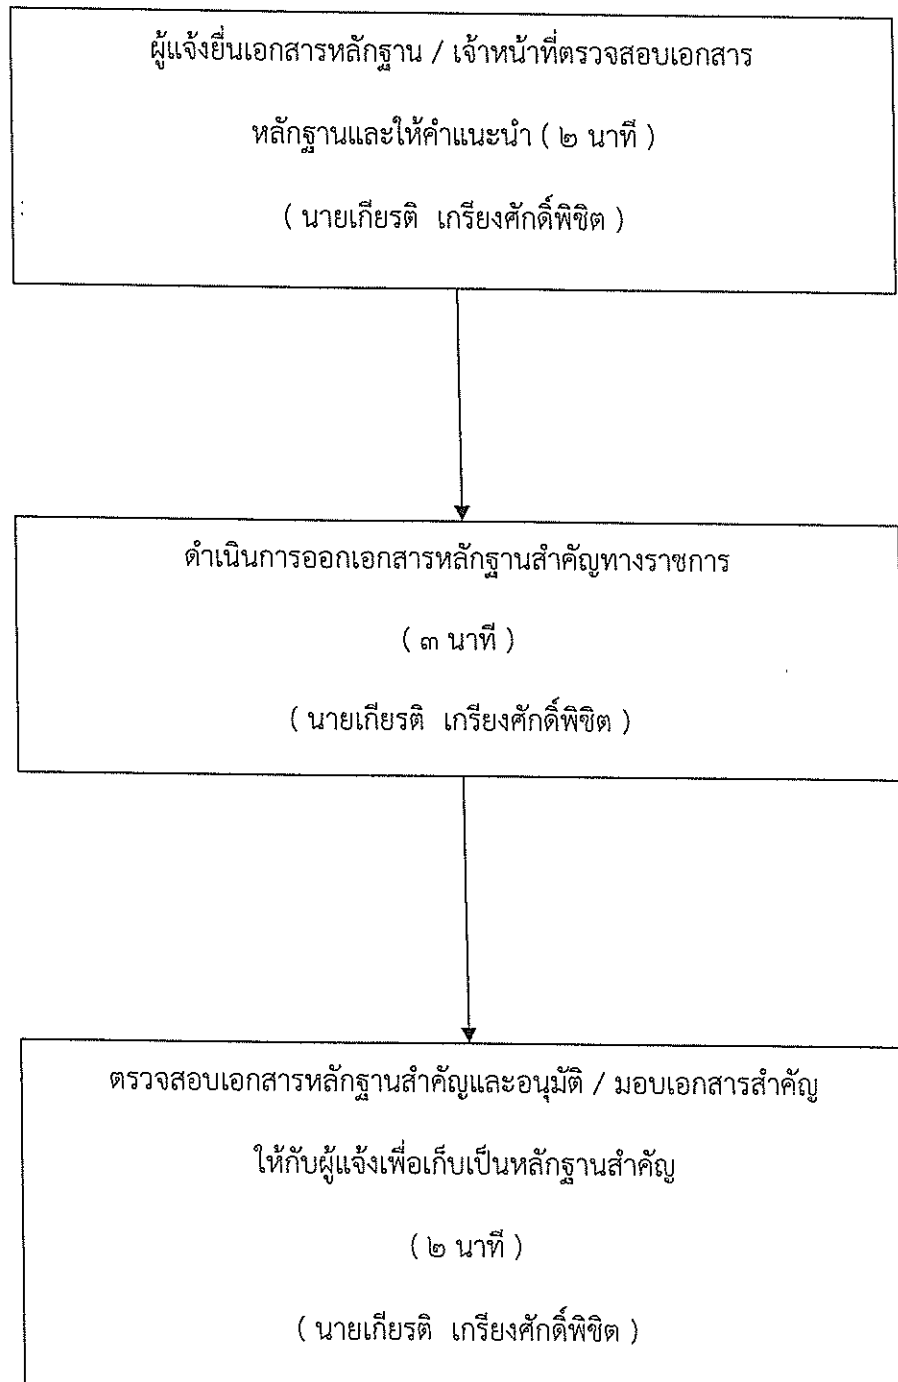 ผู้แจ้งยื่นเอกสารหลักฐาน / เจ้าหน้าที่ตรวจสอบเอกสาร
หลักฐานและให้คำแนะนำ ( ๒ นาที )
( นายเกียรติ เกรียงศักดิ์พิชิต )
ดำเนินการออกเอกสารหลักฐานสำคัญทางราชการ
( ๓ นาที )
( นายเกียรติ เกรียงศักดิ์พิชิต )
ตรวจสอบเอกสารหลักฐานสำคัญและอนุมัติ / มอบเอกสารสำคัญ
ให้กับผู้แจ้งเพื่อเก็บเป็นหลักฐานสำคัญ
( ๒ นาที )
( นายเกียรติ เกรียงศักดิ์พิชิต )